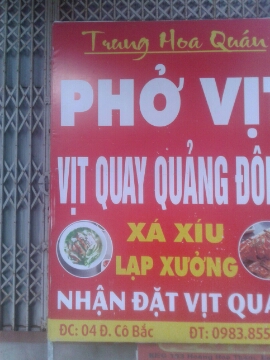 Trung Hoa Quán
PHỞ VỊT
VỊT QUAY QUẢNG ĐÔN
XÁ XÍU
LẠP XƯỞNG
NHẬN ĐẶT VỊT QUA
ĐC: 04 Đ. Cô Bắc ĐT: 0983.855